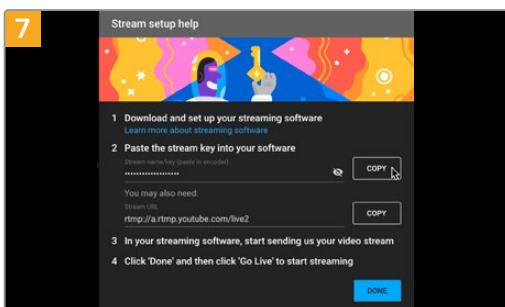 7
Stream setup help
1 Download and set up your streaming software
Learn more about streaming software
2 Paste the stream key into your software
Stream name/key (paste in encoder)
••••••••••••••••••••
COPY
You may also need:
Stream URL
rtmp://a.rtmp.youtube.com/live2
COPY
3 In your streaming software, start sending us your video stream
4 Click 'Done' and then click 'Go Live' to start streaming
DONE